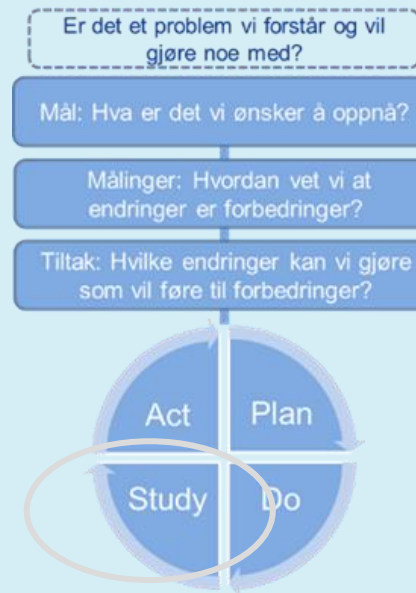 Er det et problem vi forstår og vil
gjøre noe med?
Mål: Hva er det vi ønsker å oppnå?
Målinger: Hvordan vet vi at
endringer er forbedringer?
Tiltak: Hvilke endringer kan vi gjøre
som vil føre til forbedringer?
Act
Plan
Study
Do